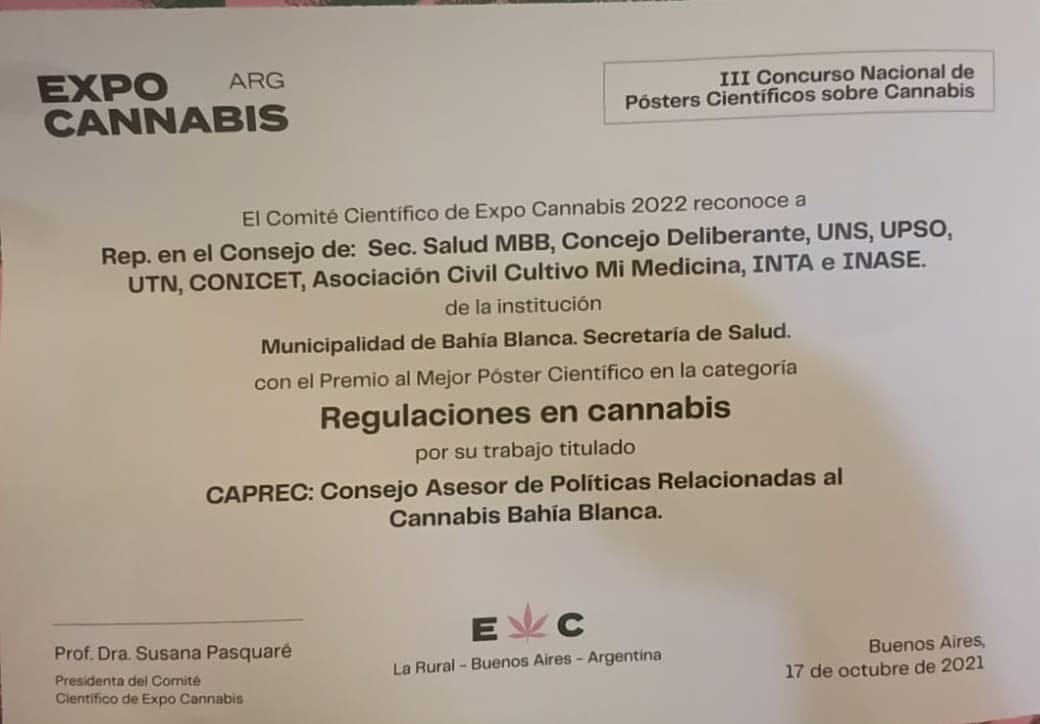 EXPO ARG
CANNABIS
III Concurso Nacional de
Pósters Científicos sobre Cannabis
El Comité Científico de Expo Cannabis 2022 reconoce a
Rep. en el Consejo de: Sec. Salud MBB, Concejo Deliberante, UNS, UPSO,
UTN, CONICET, Asociación Civil Cultivo Mi Medicina, INTA e INASE.
de la institución
Municipalidad de Bahía Blanca. Secretaría de Salud.
con el Premio al Mejor Póster Científico en la categoría
Regulaciones en cannabis
por su trabajo titulado
CAPREC: Consejo Asesor de Políticas Relacionadas al
Cannabis Bahía Blanca.
Prof. Dra. Susana Pasquaré
Presidenta del Comité
Científico de Expo Cannabis
E C
La Rural - Buenos Aires - Argentina
Buenos Aires,
17 de octubre de 2021